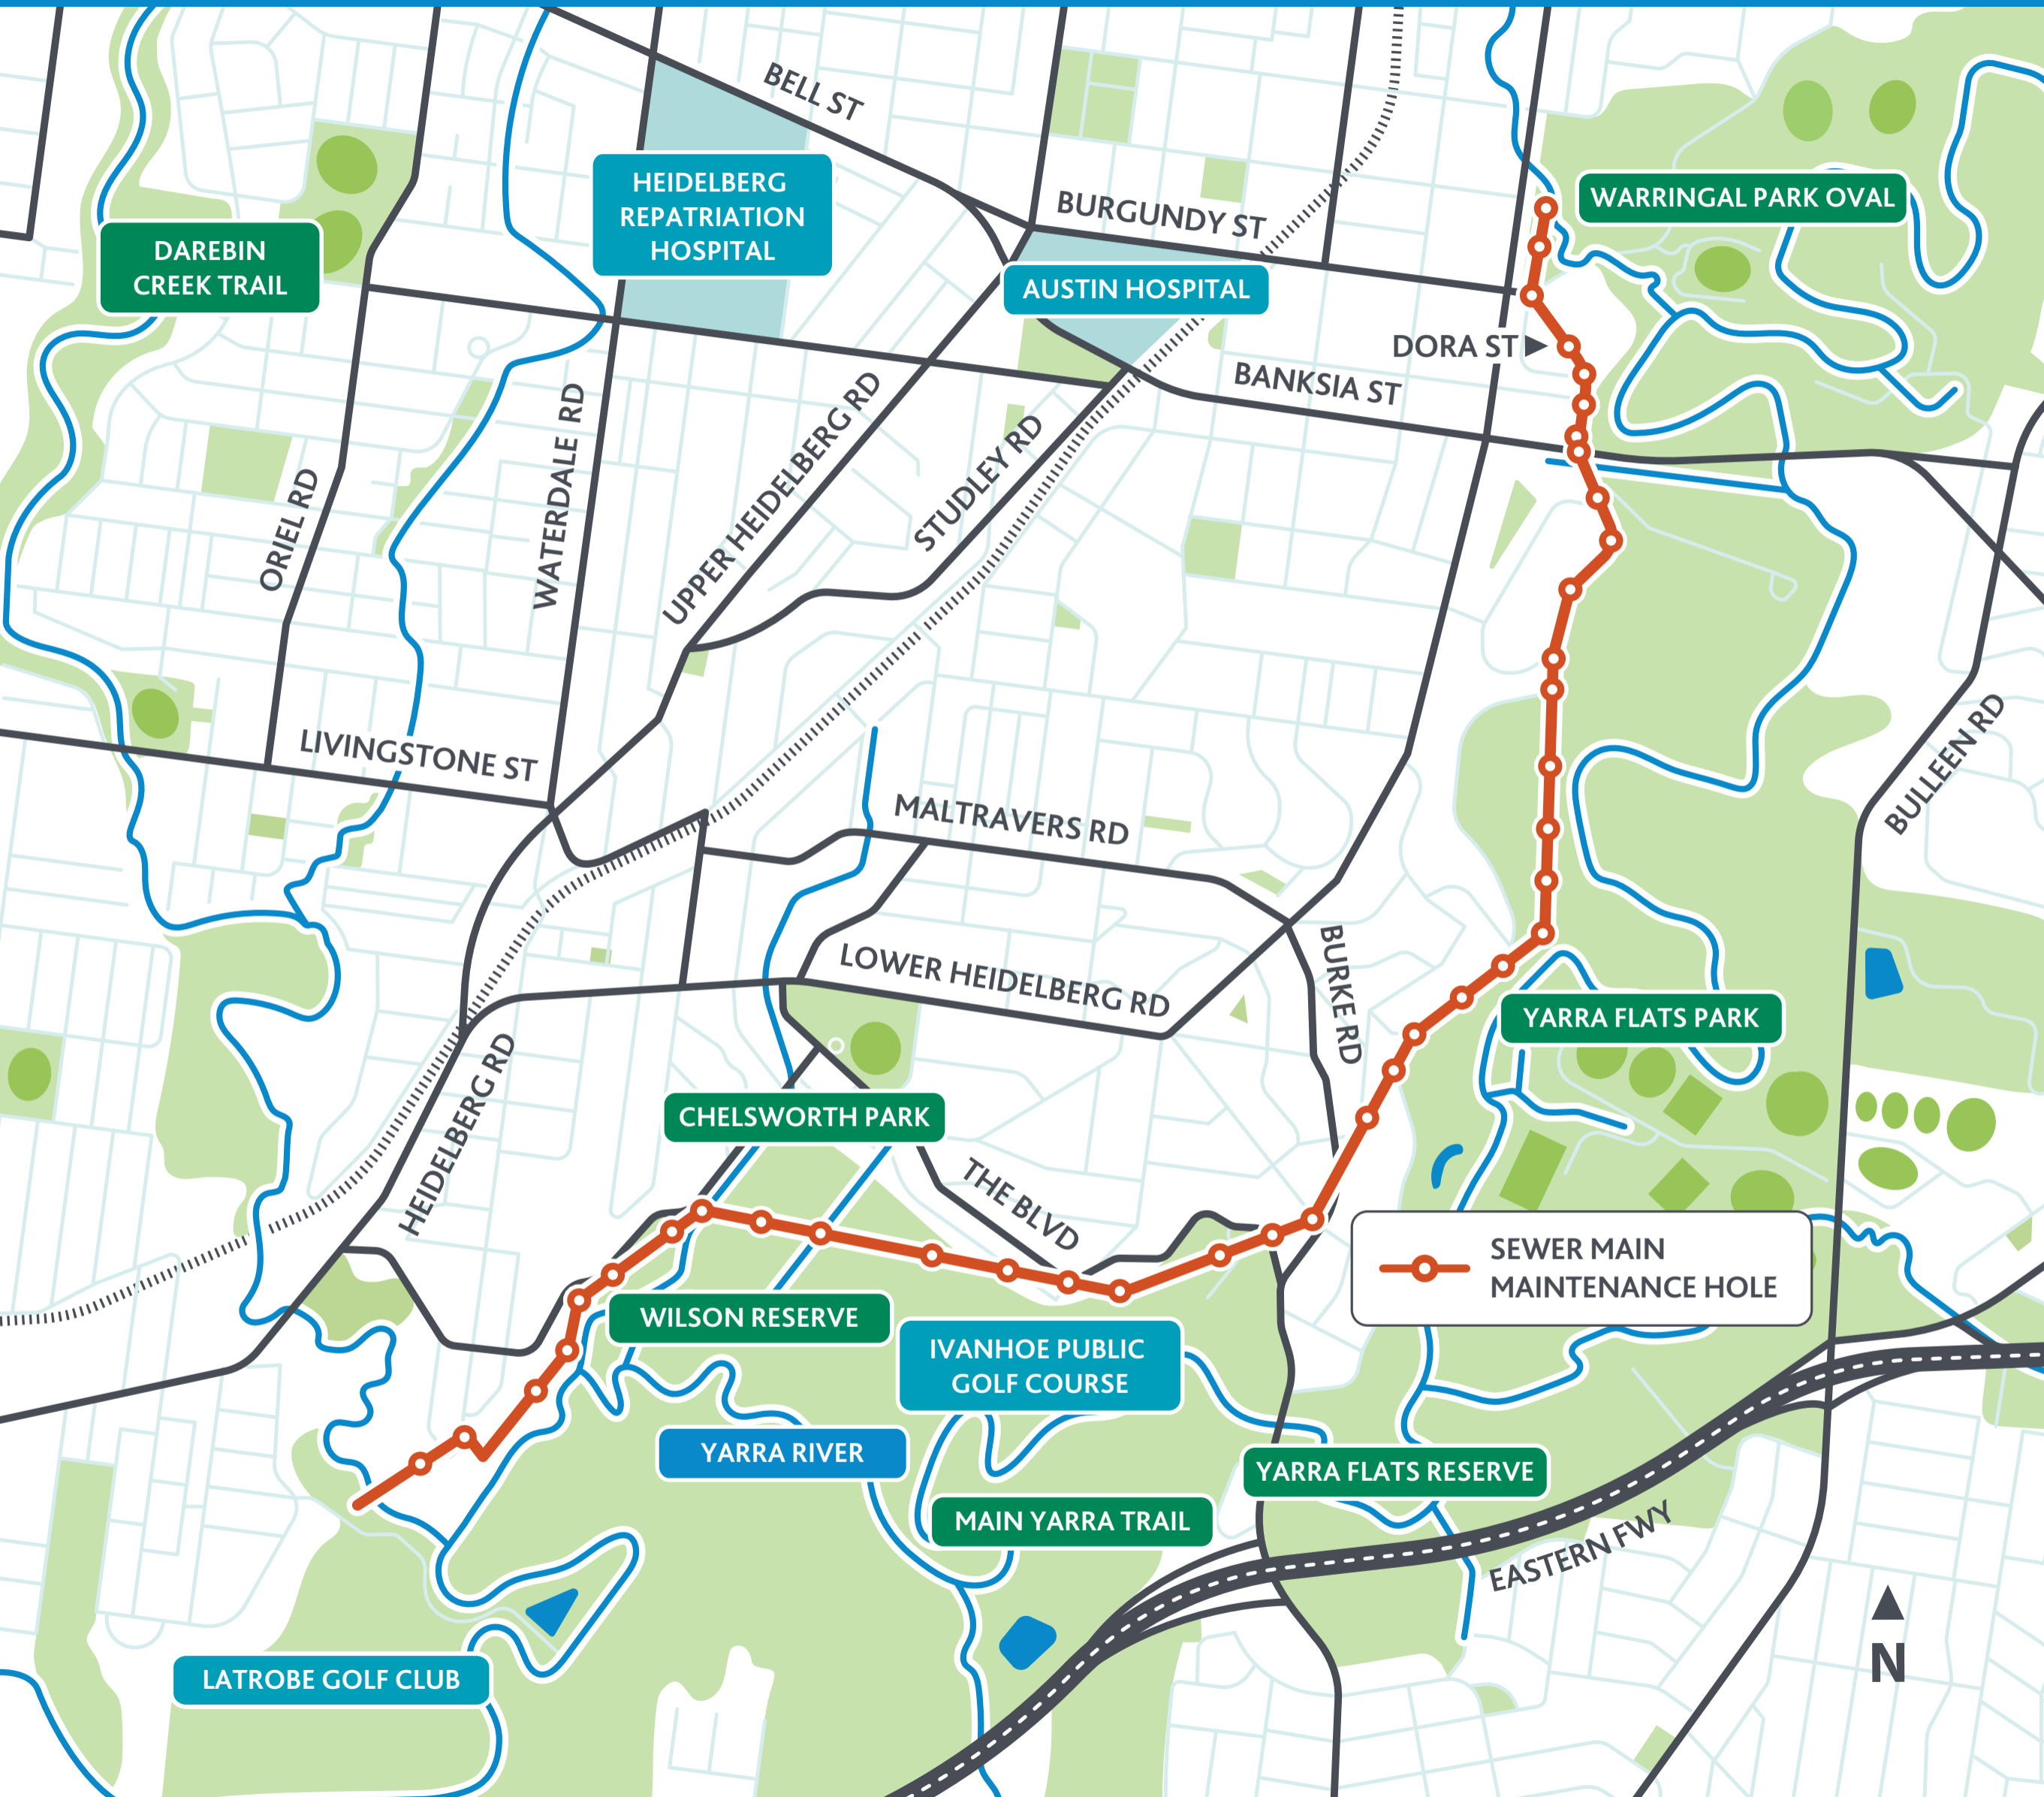 BELL ST
HEIDELBERG
REPATRIATION
HOSPITAL
BURGUNDY ST
WARRINGAL PARK OVAL
DAREBIN
CREEK TRAIL
AUSTIN HOSPITAL
DORA ST
BANKSIA ST
ORIEL RD
WATERDALE RD
UPPER HEIDELBERG RD
STUDLEY RD
LIVINGSTONE ST
MALTRAVERS RD
BULLEEN RD
LOWER HEIDELBERG RD
BURKE RD
YARRA FLATS PARK
HEIDELBERG RD
CHELSWORTH PARK
THE BLVD
SEWER MAIN
MAINTENANCE HOLE
WILSON RESERVE
IVANHOE PUBLIC
GOLF COURSE
YARRA RIVER
YARRA FLATS RESERVE
MAIN YARRA TRAIL
EASTERN FWY
LATROBE GOLF CLUB
N